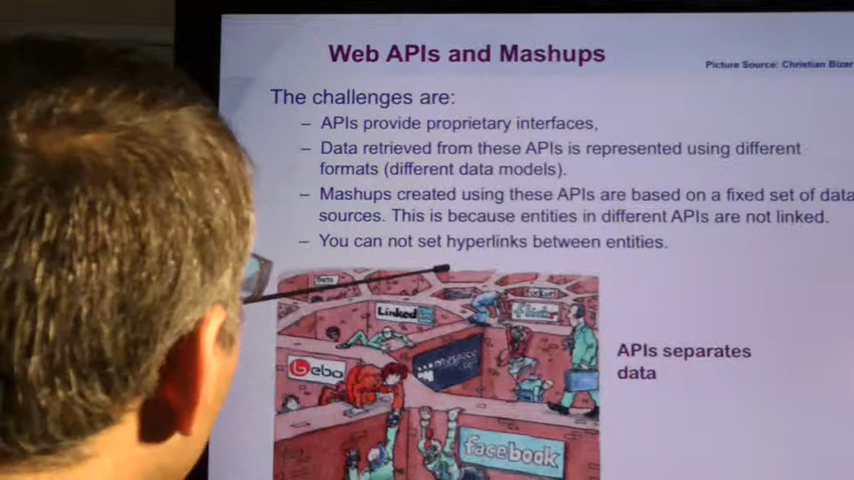 Web APIs and Mashups
Picture Source: Christian Bizer
The challenges are:
– APIs provide proprietary interfaces,
– Data retrieved from these APIs is represented using different
formats (different data models).
– Mashups created using these APIs are based on a fixed set of data
sources. This is because entities in different APIs are not linked.
– You can not set hyperlinks between entities.
Bebo
Linked
flickr
bebo
myspace
facebook
APIs separates
data